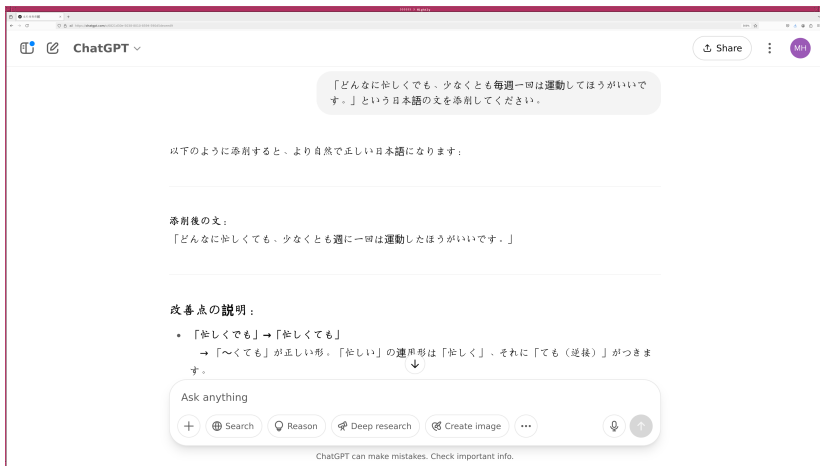 ChatGPT
Share
MH
「どんなに忙しくでも、少なくとも毎週一回は運動してほうがいいで
す。」という日本語の文を添削してください。
以下のように添削すると、より自然で正しい日本語になります：
添削後の文：
「どんなに忙しくても、少なくとも週に一回は運動したほうがいいです。」
改善点の説明：
• 「忙しくでも」→「忙しくても」
→ 「〜くても」が正しい形。「忙しい」の連用形は「忙しく」、それに「ても（逆接）」がつきま
す。
Ask anything
Search
Reason
Deep research
Create image
ChatGPT can make mistakes. Check important info.